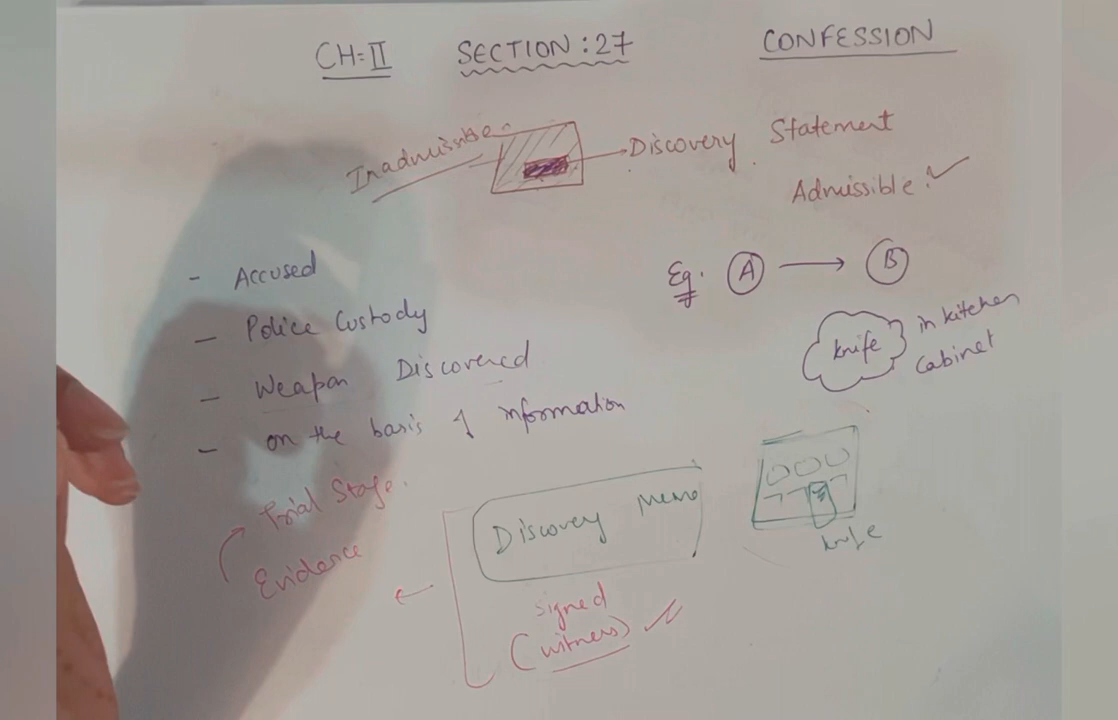 CH=II SECTION:27 CONFESSION
Inadmissible
Discovery Statement
Admissible.
Eg. A → B
knife in kitchen
cabinet
- Accused
- Police Custody
- Weapon Discovered
- on the basis of information
Trial Stage.
Evidence
Discovery Memo
signed
(witness)
knife